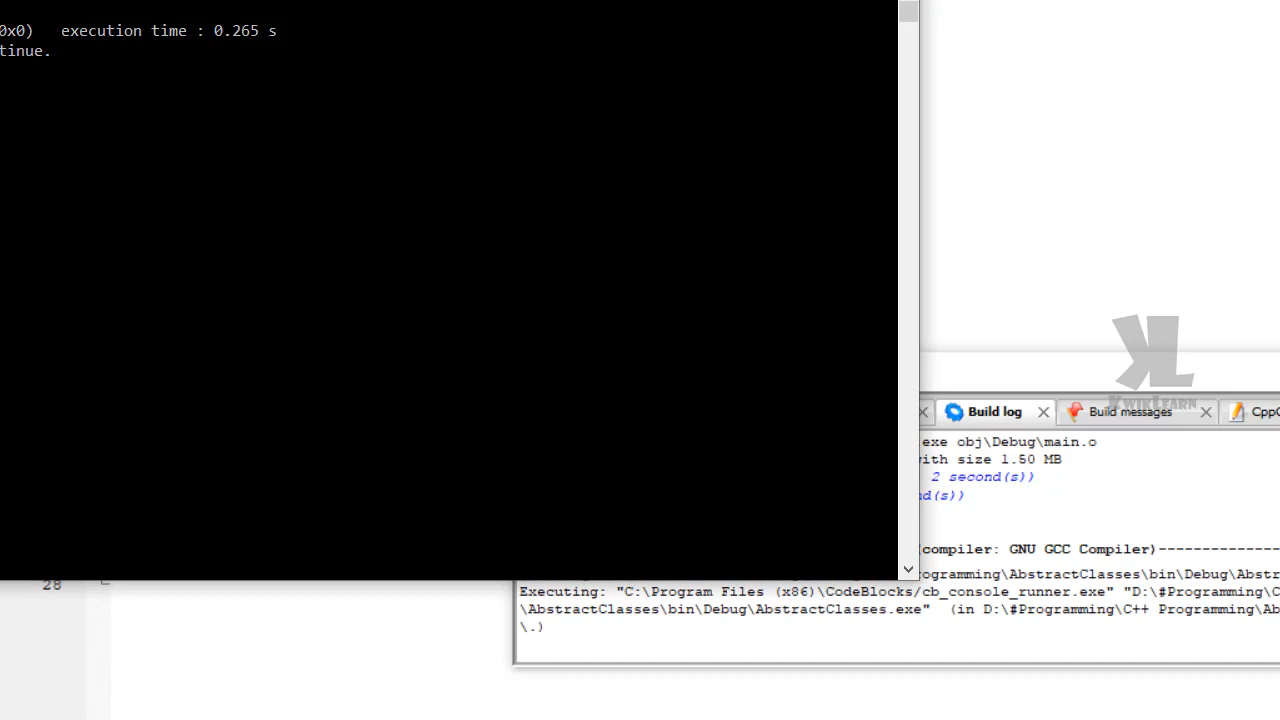 0x0)   execution time : 0.265 s
tinue.
KwikLearn
Build log
Build messages
Cpp
exe obj\Debug\main.o
with size 1.50 MB
2 second(s))
nd(s))
(compiler: GNU GCC Compiler)--------------
28
ogramming\AbstractClasses\bin\Debug\Abstr
Executing: "C:\Program Files (x86)\CodeBlocks/cb_console_runner.exe" "D:\#Programming\C
\AbstractClasses\bin\Debug\AbstractClasses.exe"  (in D:\#Programming\C++ Programming\Ab
\.)